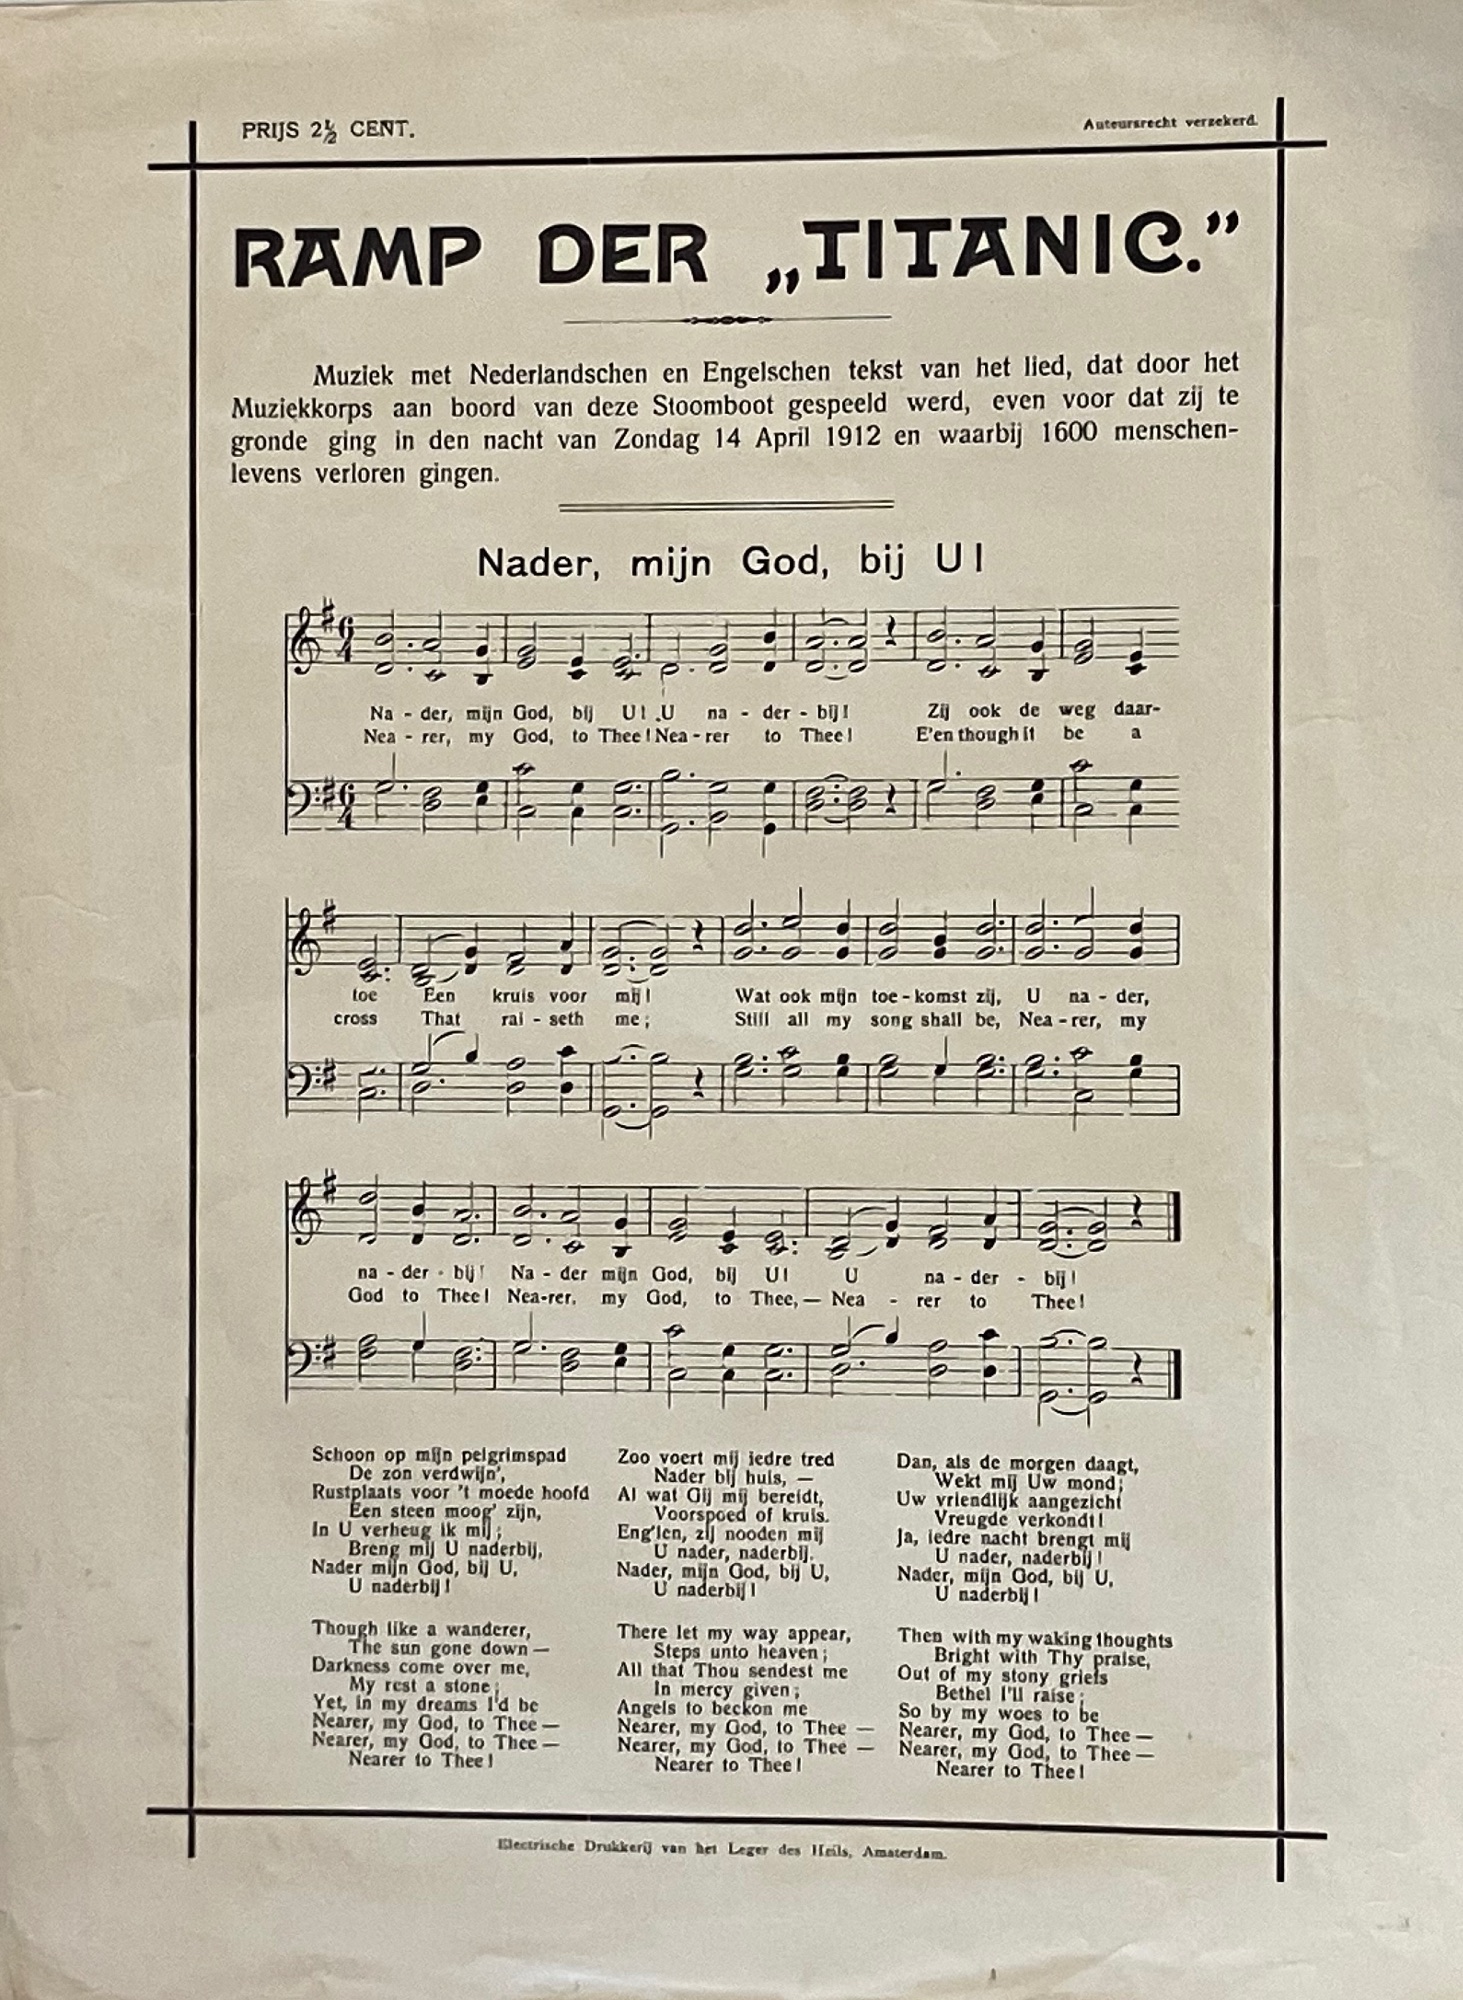 PRIJS 2½ CENT.
Auteursrecht verzekerd.
RAMP DER „TITANIC.”
Muziek met Nederlandschen en Engelschen tekst van het lied, dat door het
Muziekkorps aan boord van deze Stoomboot gespeeld werd, even voor dat zij te
gronde ging in den nacht van Zondag 14 April 1912 en waarbij 1600 menschen-
levens verloren gingen.
Nader, mijn God, bij U!
6/4
Na - der, mijn God, bij U! U na - der - bij! Zij ook de weg daar-
Nea - rer, my God, to Thee! Nea - rer to Thee! E'en though it be a
6/4
toe Een kruis voor mij! Wat ook mijn toe - komst zij, U na - der,
cross That rai - seth me; Still all my song shall be, Nea - rer, my
na - der - bij! Na - der mijn God, bij U! U na - der - bij!
God to Thee! Nea-rer, my God, to Thee, — Nea - rer to Thee!
Schoon op mijn pelgrimspad
De zon verdwijn',
Rustplaats voor 't moede hoofd
Een steen moog' zijn,
In U verheug ik mij;
Breng mij U naderbij,
Nader mijn God, bij U,
U naderbij!
Zoo voert mij iedre tred
Nader bij huis, —
Al wat Gij mij bereidt,
Voorspoed of kruis.
Eng'len, zij nooden mij
U nader, naderbij.
Nader, mijn God, bij U,
U naderbij!
Dan, als de morgen daagt,
Wekt mij Uw mond;
Uw vriendlijk aangezicht
Vreugde verkondt!
Ja, iedre nacht brengt mij
U nader, naderbij!
Nader, mijn God, bij U,
U naderbij!
Though like a wanderer,
The sun gone down —
Darkness come over me,
My rest a stone;
Yet, in my dreams I'd be
Nearer, my God, to Thee —
Nearer, my God, to Thee —
Nearer to Thee!
There let my way appear,
Steps unto heaven;
All that Thou sendest me
In mercy given;
Angels to beckon me
Nearer, my God, to Thee —
Nearer, my God, to Thee —
Nearer to Thee!
Then with my waking thoughts
Bright with Thy praise,
Out of my stony griefs
Bethel I'll raise;
So by my woes to be
Nearer, my God, to Thee —
Nearer, my God, to Thee —
Nearer to Thee!
Electrische Drukkerij van het Leger des Heils, Amsterdam.